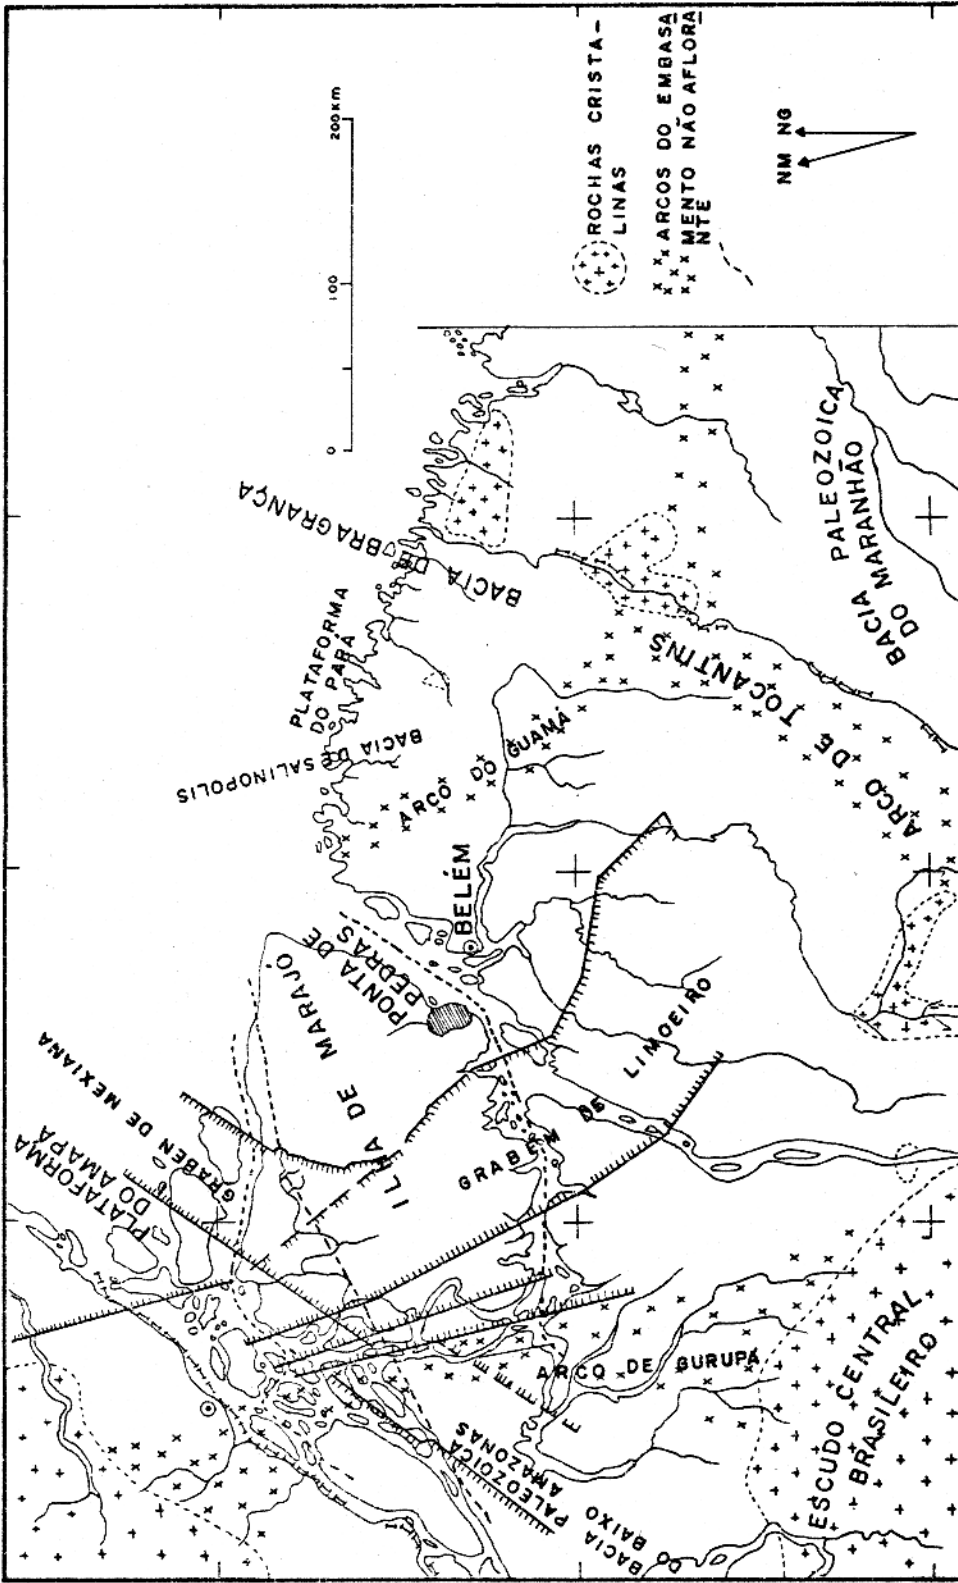 PLATAFORMA
DO AMAPÁ
GRABEN DE MEXIANA
ILHA DE MARAJÓ
PONTA DE
PEDRAS
BELÉM
BACIA DE SALINOPOLIS
PLATAFORMA
DO PARÁ
BACIA DE BRAGRANÇA
ARCO DO GUAMÁ
GRABEM DE LIMOEIRO
ARCO DE TOCANTINS
BACIA PALEOZOICA
DO MARANHÃO
BACIA PALEOZOICA
DO BAIXO AMAZONAS
ARCO DE GURUPÁ
ESCUDO CENTRAL
BRASILEIRO
0 100 200 KM
ROCHAS CRISTA-
LINAS
ARCOS DO EMBASA
MENTO NÃO AFLORA
NTE
NM NG